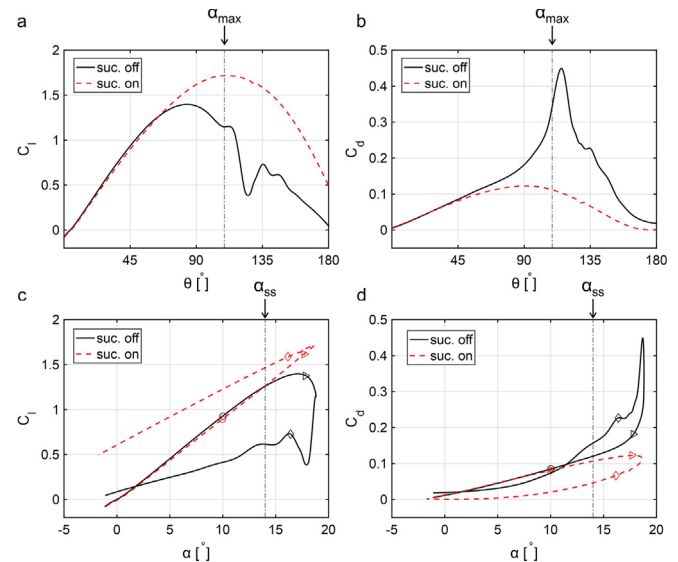 a
α_max
2
1.5
1
0.5
0
C_l
suc. off
suc. on
45
90
135
180
θ [°]
b
α_max
0.5
0.4
0.3
0.2
0.1
0
C_d
suc. off
suc. on
45
90
135
180
θ [°]
c
α_ss
2
1.5
1
0.5
0
C_l
suc. off
suc. on
-5
0
5
10
15
20
α [°]
d
α_ss
0.5
0.4
0.3
0.2
0.1
0
C_d
suc. off
suc. on
-5
0
5
10
15
20
α [°]